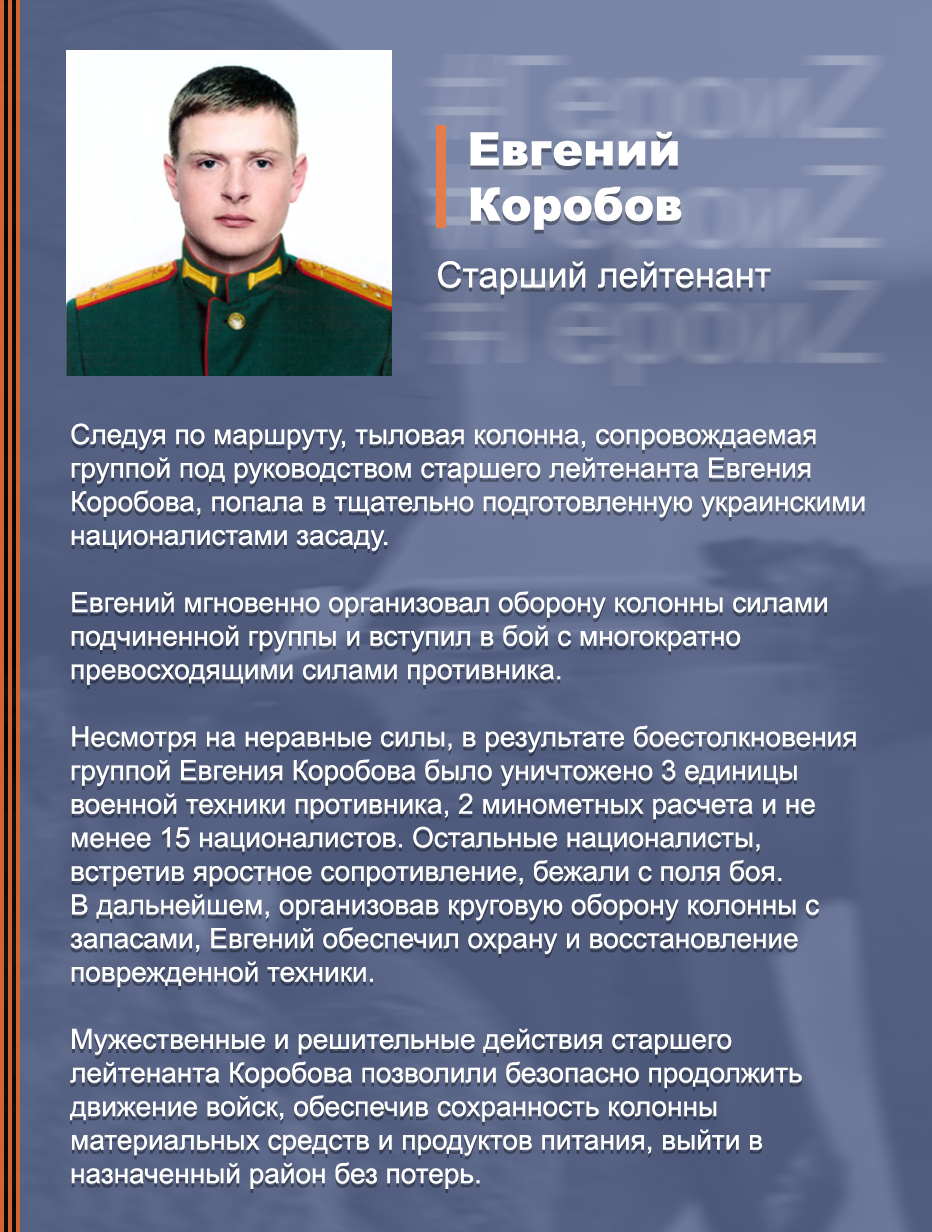 #ГероиZ
Евгений
#ГероиZ
Коробов
Старший лейтенант
#ГероиZ
Следуя по маршруту, тыловая колонна, сопровождаемая
группой под руководством старшего лейтенанта Евгения
Коробова, попала в тщательно подготовленную украинскими
националистами засаду.
Евгений мгновенно организовал оборону колонны силами
подчиненной группы и вступил в бой с многократно
превосходящими силами противника.
Несмотря на неравные силы, в результате боестолкновения
группой Евгения Коробова было уничтожено 3 единицы
военной техники противника, 2 минометных расчета и не
менее 15 националистов. Остальные националисты,
встретив яростное сопротивление, бежали с поля боя.
В дальнейшем, организовав круговую оборону колонны с
запасами, Евгений обеспечил охрану и восстановление
поврежденной техники.
Мужественные и решительные действия старшего
лейтенанта Коробова позволили безопасно продолжить
движение войск, обеспечив сохранность колонны
материальных средств и продуктов питания, выйти в
назначенный район без потерь.